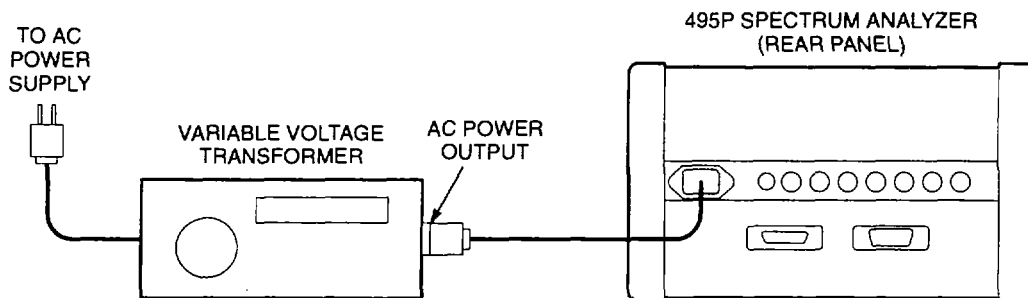 495P SPECTRUM ANALYZER
(REAR PANEL)
TO AC
POWER
SUPPLY
VARIABLE VOLTAGE
TRANSFORMER
AC POWER
OUTPUT